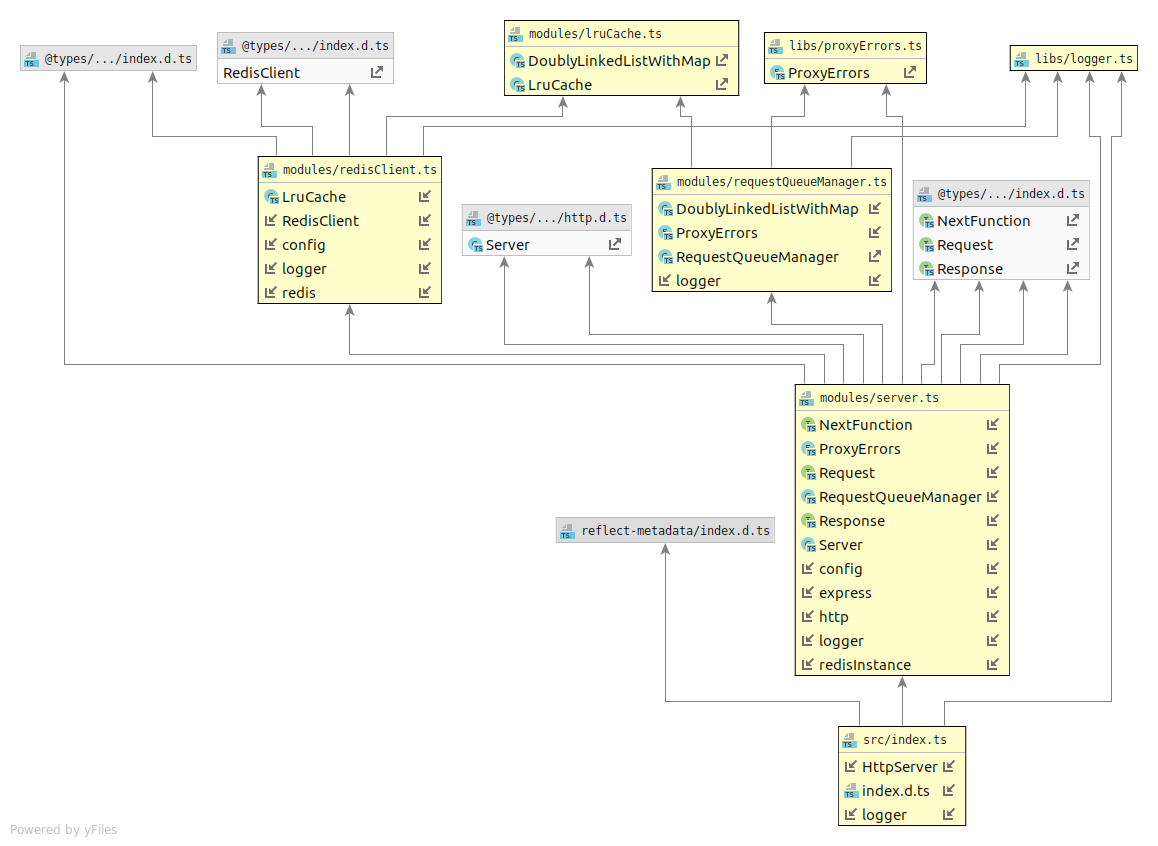 @types/.../index.d.ts
@types/.../index.d.ts
RedisClient
modules/lruCache.ts
DoublyLinkedListWithMap
LruCache
libs/proxyErrors.ts
ProxyErrors
libs/logger.ts
modules/redisClient.ts
LruCache
RedisClient
config
logger
redis
@types/.../http.d.ts
Server
modules/requestQueueManager.ts
DoublyLinkedListWithMap
ProxyErrors
RequestQueueManager
logger
@types/.../index.d.ts
NextFunction
Request
Response
modules/server.ts
NextFunction
ProxyErrors
Request
RequestQueueManager
Response
Server
config
express
http
logger
redisInstance
reflect-metadata/index.d.ts
src/index.ts
HttpServer
index.d.ts
logger
Powered by yFiles